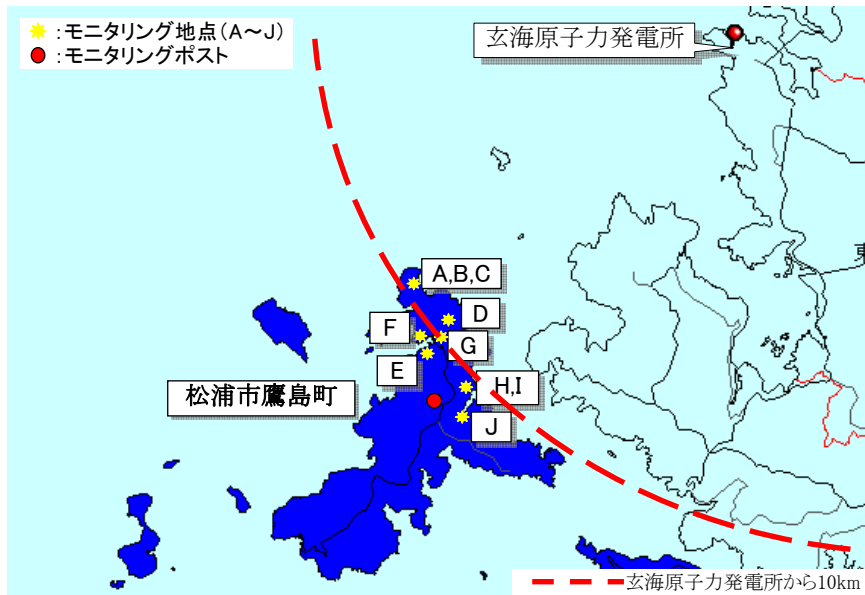 :モニタリング地点(A～J)
:モニタリングポスト
玄海原子力発電所
東
A,B,C
D
F
G
E
松浦市鷹島町
H,I
J
玄海原子力発電所から10km